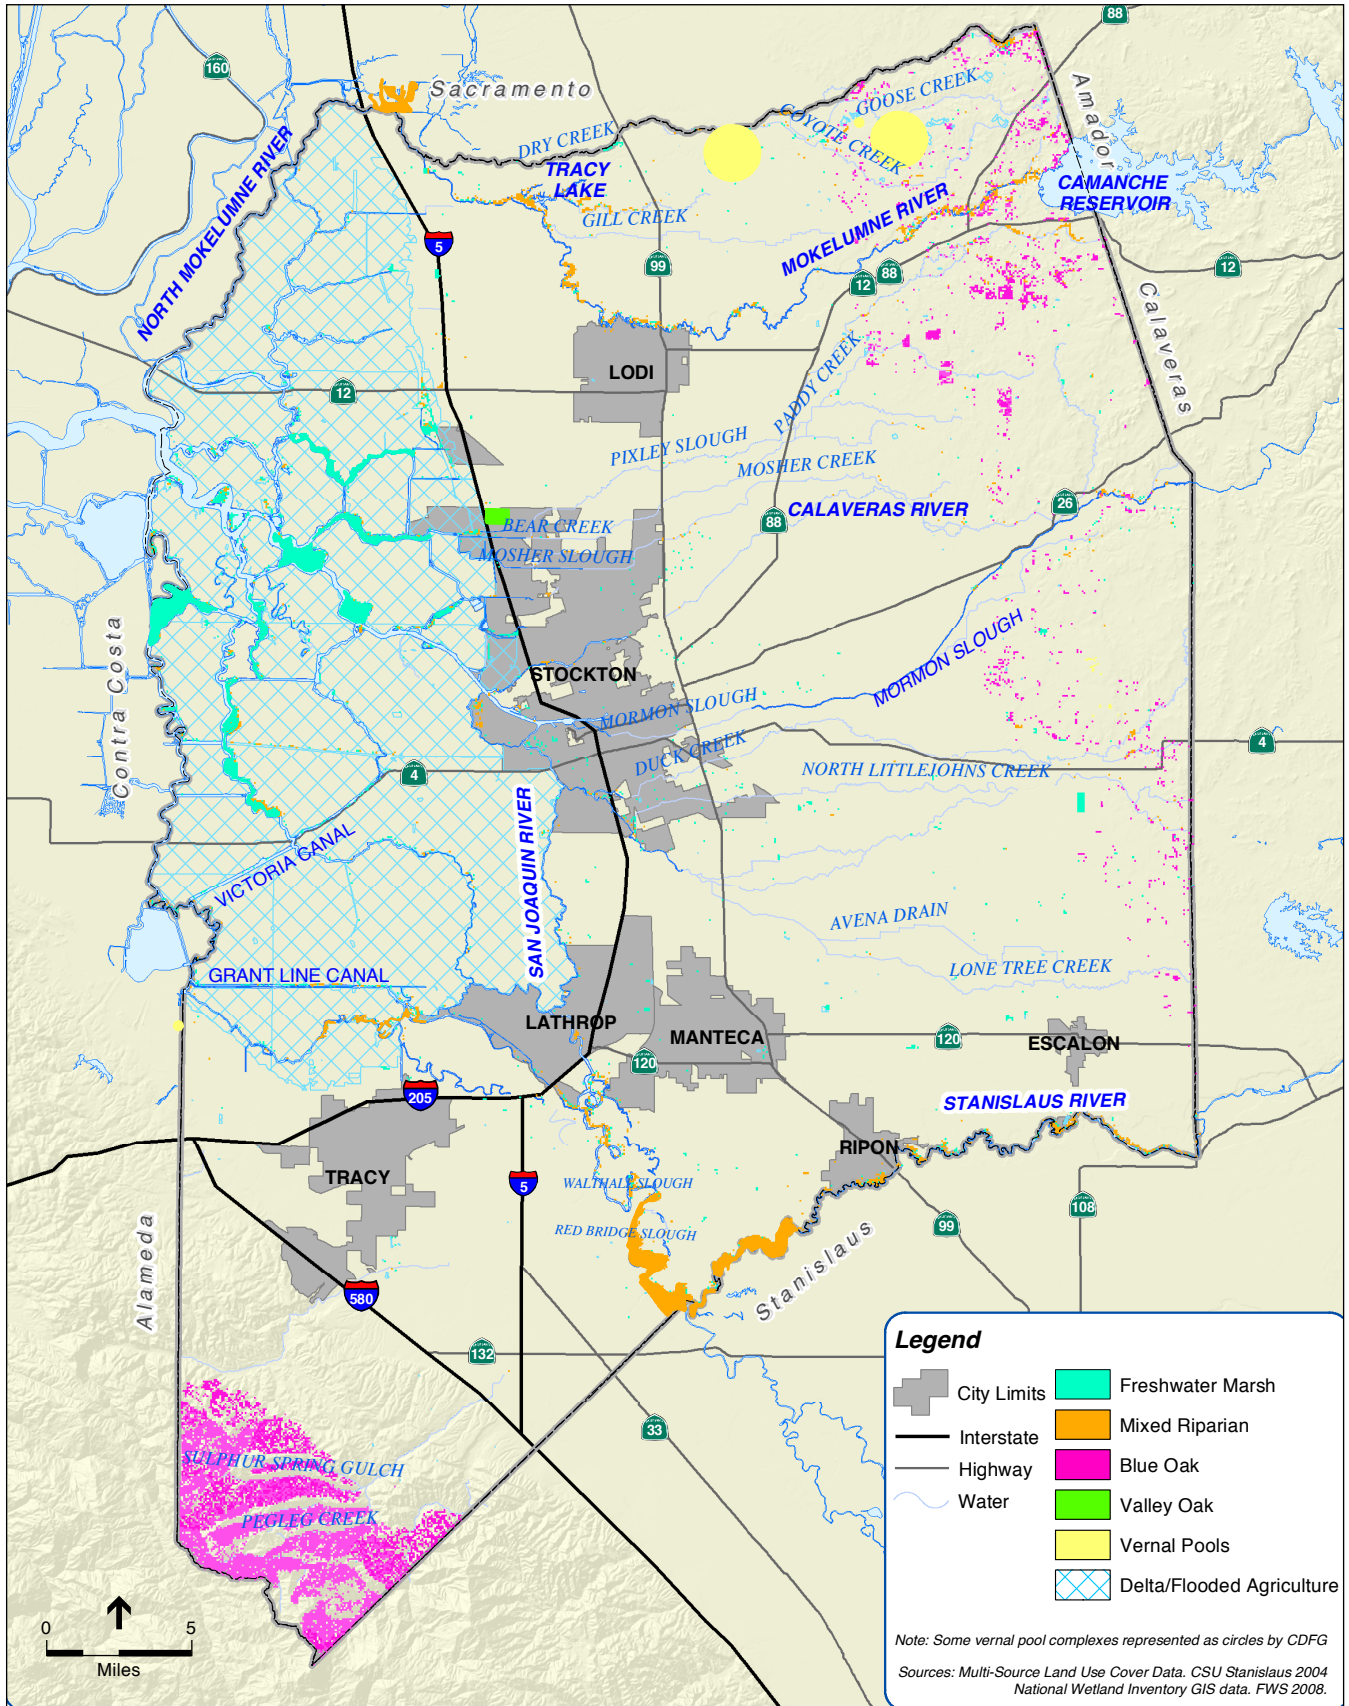 88
160
Sacramento
Amador
GOOSE CREEK
COYOTE CREEK
DRY CREEK
TRACY
LAKE
CAMANCHE
RESERVOIR
NORTH MOKELUMNE RIVER
GILL CREEK
MOKELUMNE RIVER
5
99
12
88
12
Calaveras
LODI
12
PADDY CREEK
PIXLEY SLOUGH
MOSHER CREEK
CALAVERAS RIVER
26
88
BEAR CREEK
MOSHER SLOUGH
Contra Costa
STOCKTON
MORMON SLOUGH
MORMON SLOUGH
DUCK CREEK
4
4
NORTH LITTLEJOHNS CREEK
SAN JOAQUIN RIVER
VICTORIA CANAL
AVENA DRAIN
GRANT LINE CANAL
LONE TREE CREEK
LATHROP
MANTECA
120
ESCALON
120
205
STANISLAUS RIVER
RIPON
TRACY
5
WALTHALL SLOUGH
RED BRIDGE SLOUGH
108
99
Alameda
Stanislaus
580
132
33
SULPHUR SPRING GULCH
PEGLEG CREEK
Legend
City Limits
Interstate
Highway
Water
Freshwater Marsh
Mixed Riparian
Blue Oak
Valley Oak
Vernal Pools
Delta/Flooded Agriculture
Note: Some vernal pool complexes represented as circles by CDFG
Sources: Multi-Source Land Use Cover Data. CSU Stanislaus 2004
National Wetland Inventory GIS data. FWS 2008.
0 5
Miles